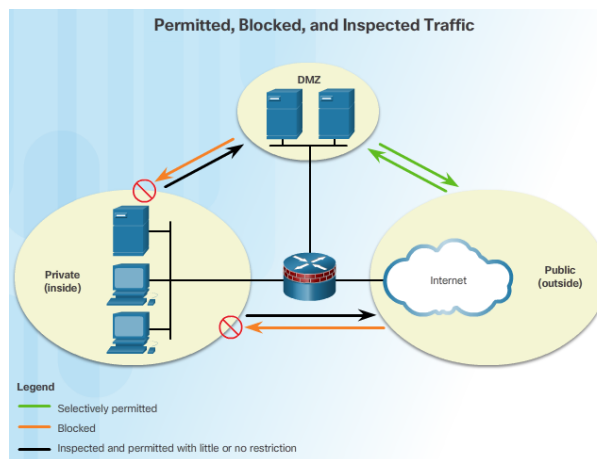 Permitted, Blocked, and Inspected Traffic
DMZ
Private
(inside)
Internet
Public
(outside)
Legend
Selectively permitted
Blocked
Inspected and permitted with little or no restriction